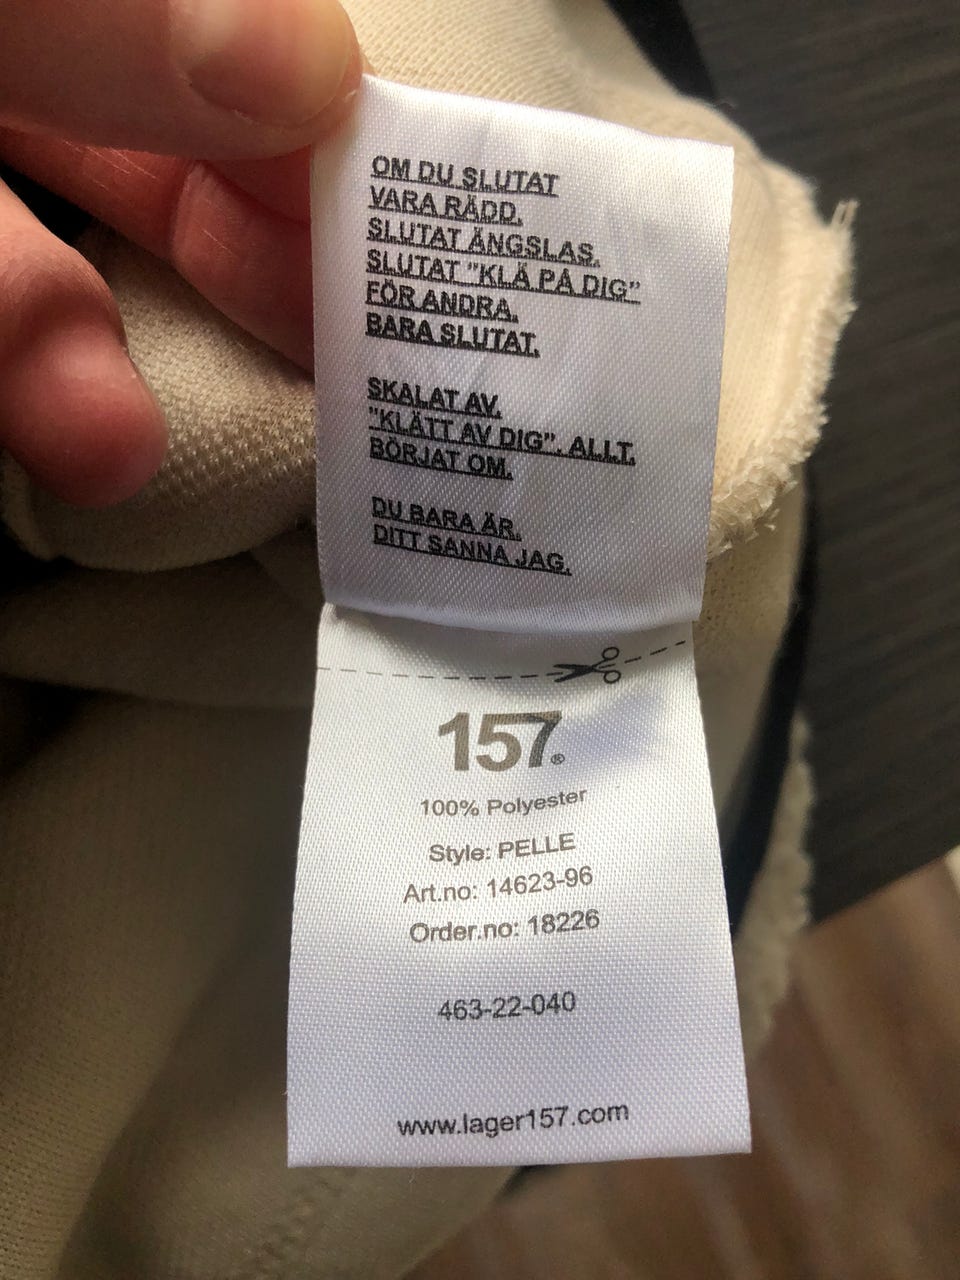 OM DU SLUTAT
VARA RÄDD.
SLUTAT ÄNGSLAS.
SLUTAT "KLÄ PÅ DIG"
FÖR ANDRA.
BARA SLUTAT.
SKALAT AV.
"KLÄTT AV DIG". ALLT.
BÖRJAT OM.
DU BARA ÄR.
DITT SANNA JAG.
157®
100% Polyester
Style: PELLE
Art.no: 14623-96
Order.no: 18226
463-22-040
www.lager157.com